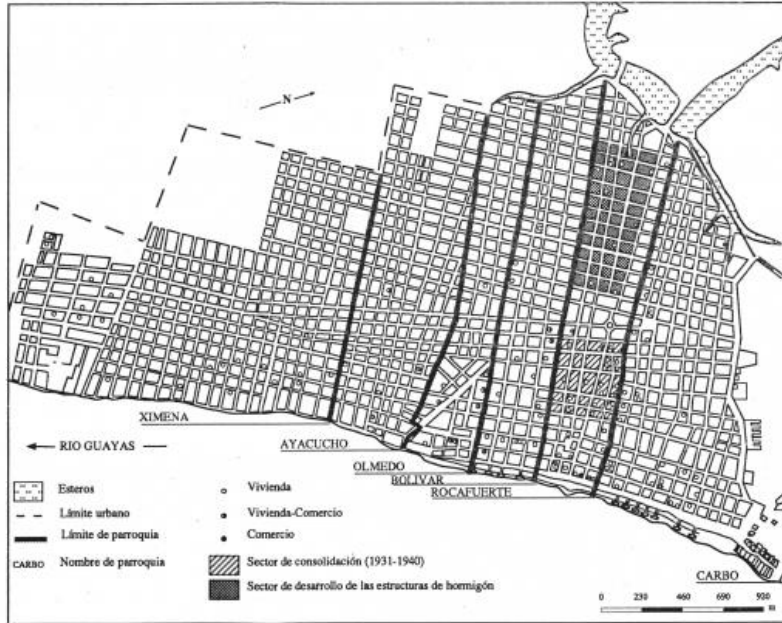 N
XIMENA
RIO GUAYAS
AYACUCHO
OLMEDO
BOLIVAR
ROCAFUERTE
CARBO
Esteros
Límite urbano
Límite de parroquia
CARBO Nombre de parroquia
Vivienda
Vivienda-Comercio
Comercio
Sector de consolidación (1931-1940)
Sector de desarrollo de las estructuras de hormigón
0 230 460 690 920
m